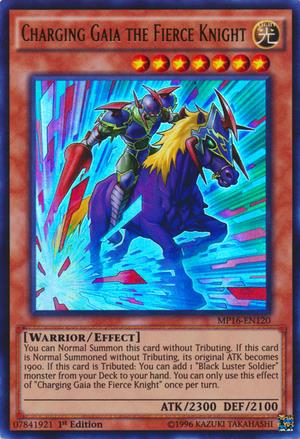 CHARGING GAIA THE FIERCE KNIGHT
光
MP16-EN120
[WARRIOR/EFFECT]
You can Normal Summon this card without Tributing. If this
card is Normal Summoned without Tributing, its original ATK becomes
1900. If this card is Tributed: You can add 1 "Black Luster Soldier"
monster from your Deck to your hand. You can only use this effect
of "Charging Gaia the Fierce Knight" once per turn.
ATK/2300 DEF/2100
07841921 1st Edition ©1996 KAZUKI TAKAHASHI